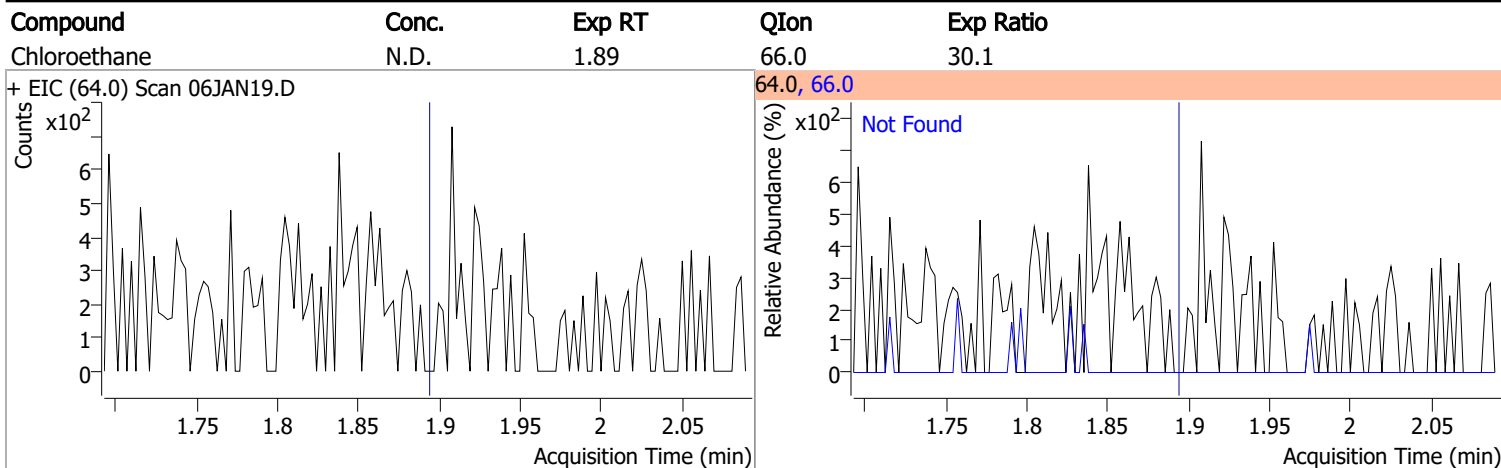 Compound Conc. Exp RT QIon Exp Ratio
Chloroethane N.D. 1.89 66.0 30.1
+ EIC (64.0) Scan 06JAN19.D
Counts
x10²
6
5
4
3
2
1
0
1.75 1.8 1.85 1.9 1.95 2 2.05
Acquisition Time (min)
64.0, 66.0
Relative Abundance (%)
x10²
Not Found
6
5
4
3
2
1
0
1.75 1.8 1.85 1.9 1.95 2 2.05
Acquisition Time (min)